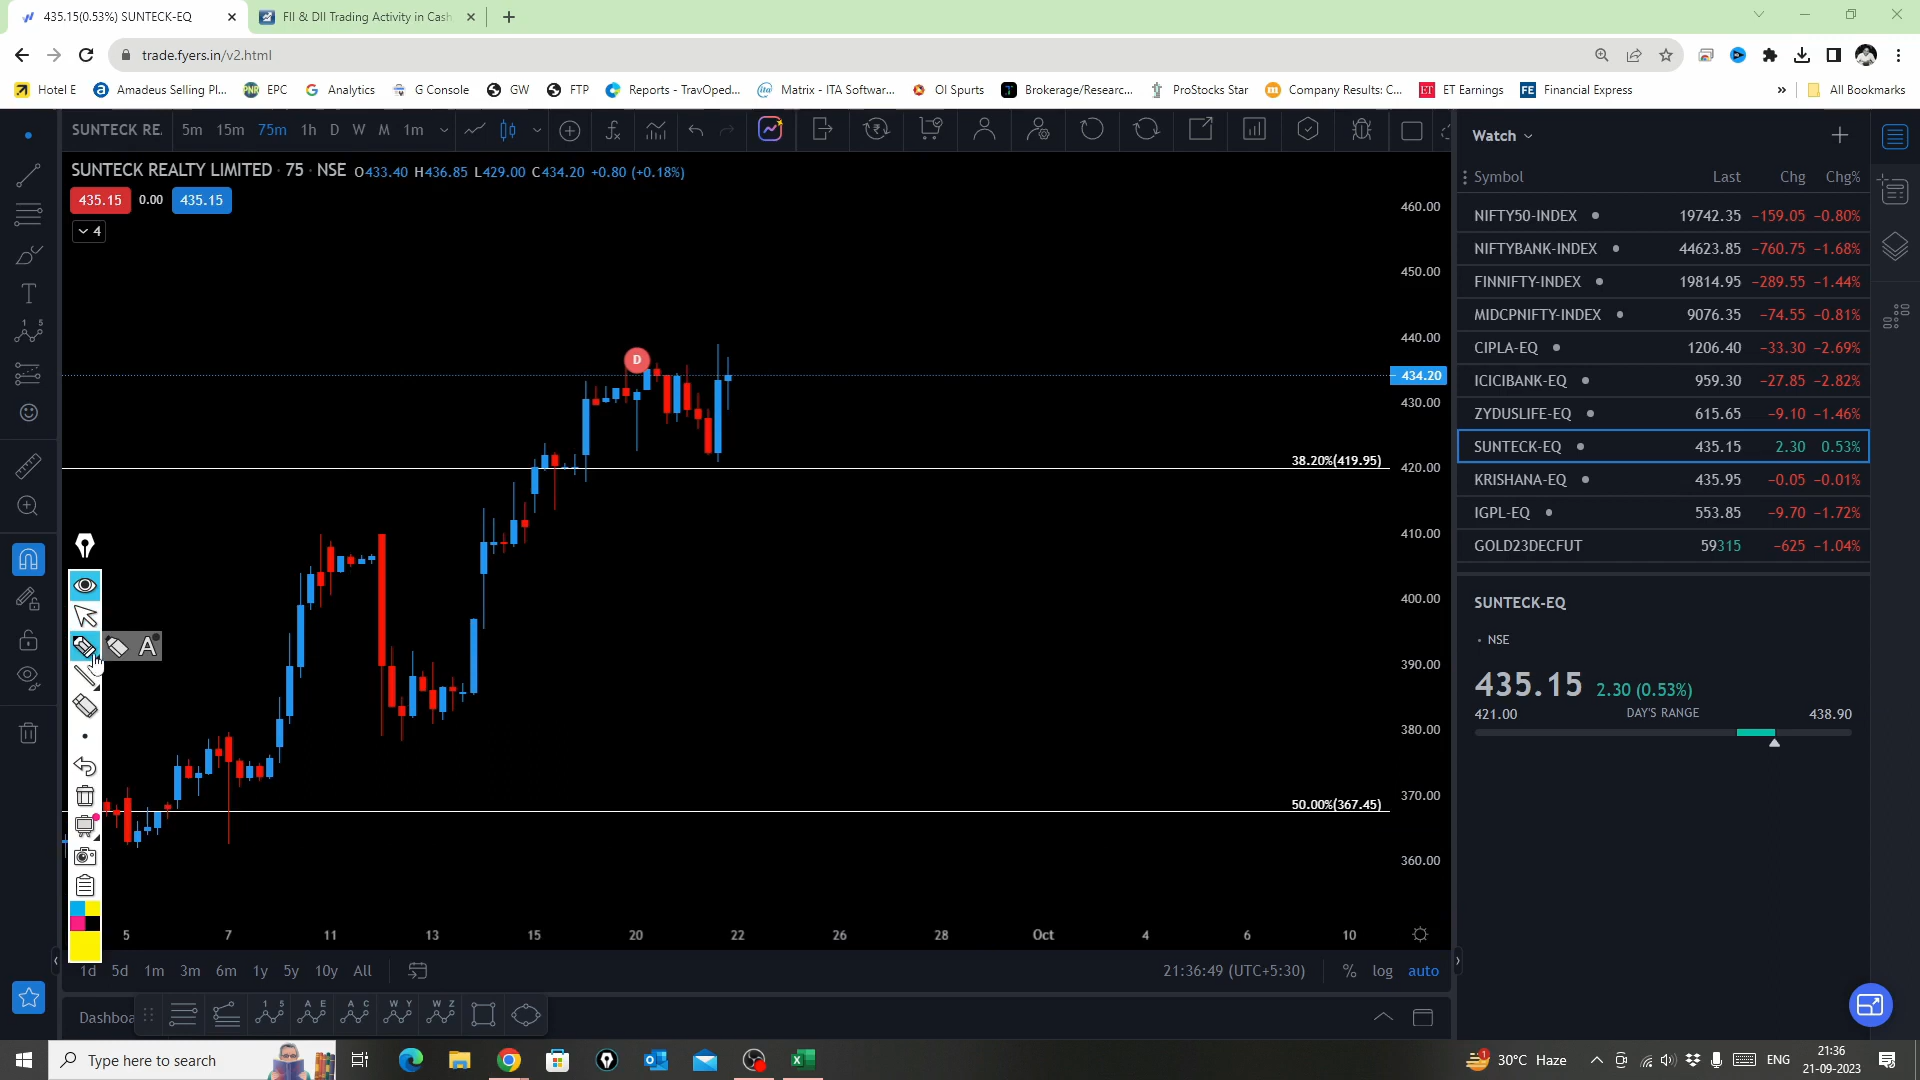 435.15(0.53%) SUNTECK-EQ
FII & DII Trading Activity in Cash
trade.fyers.in/v2.html
Hotel E
Amadeus Selling Pl...
PNR EPC
Analytics
G Console
GW
FTP
Reports - TravOped...
Matrix - ITA Softwar...
OI Spurts
Brokerage/Researc...
ProStocks Star
Company Results: C...
ET ET Earnings
FE Financial Express
»
All Bookmarks
SUNTECK RE.
5m 15m 75m 1h D W M 1m
SUNTECK REALTY LIMITED · 75 · NSE O433.40 H436.85 L429.00 C434.20 +0.80 (+0.18%)
435.15 0.00 435.15
4
460.00
450.00
440.00
D
434.20
430.00
38.20%(419.95)
420.00
410.00
400.00
390.00
380.00
370.00
50.00%(367.45)
360.00
A
5 7 11 13 15 20 22 26 28 Oct 4 6 10
1d 5d 1m 3m 6m 1y 5y 10y All
21:36:49 (UTC+5:30) % log auto
Dashboa
1 5
A E
A C
W Y
W Z
Watch
Symbol Last Chg Chg%
NIFTY50-INDEX 19742.35 −159.05 −0.80%
NIFTYBANK-INDEX 44623.85 −760.75 −1.68%
FINNIFTY-INDEX 19814.95 −289.55 −1.44%
MIDCPNIFTY-INDEX 9076.35 −74.55 −0.81%
CIPLA-EQ 1206.40 −33.30 −2.69%
ICICIBANK-EQ 959.30 −27.85 −2.82%
ZYDUSLIFE-EQ 615.65 −9.10 −1.46%
SUNTECK-EQ 435.15 2.30 0.53%
KRISHANA-EQ 435.95 −0.05 −0.01%
IGPL-EQ 553.85 −9.70 −1.72%
GOLD23DECFUT 59315 −625 −1.04%
SUNTECK-EQ
· NSE
435.15 2.30 (0.53%)
421.00 DAY'S RANGE 438.90
Type here to search
30°C Haze
ENG
21:36
21-09-2023